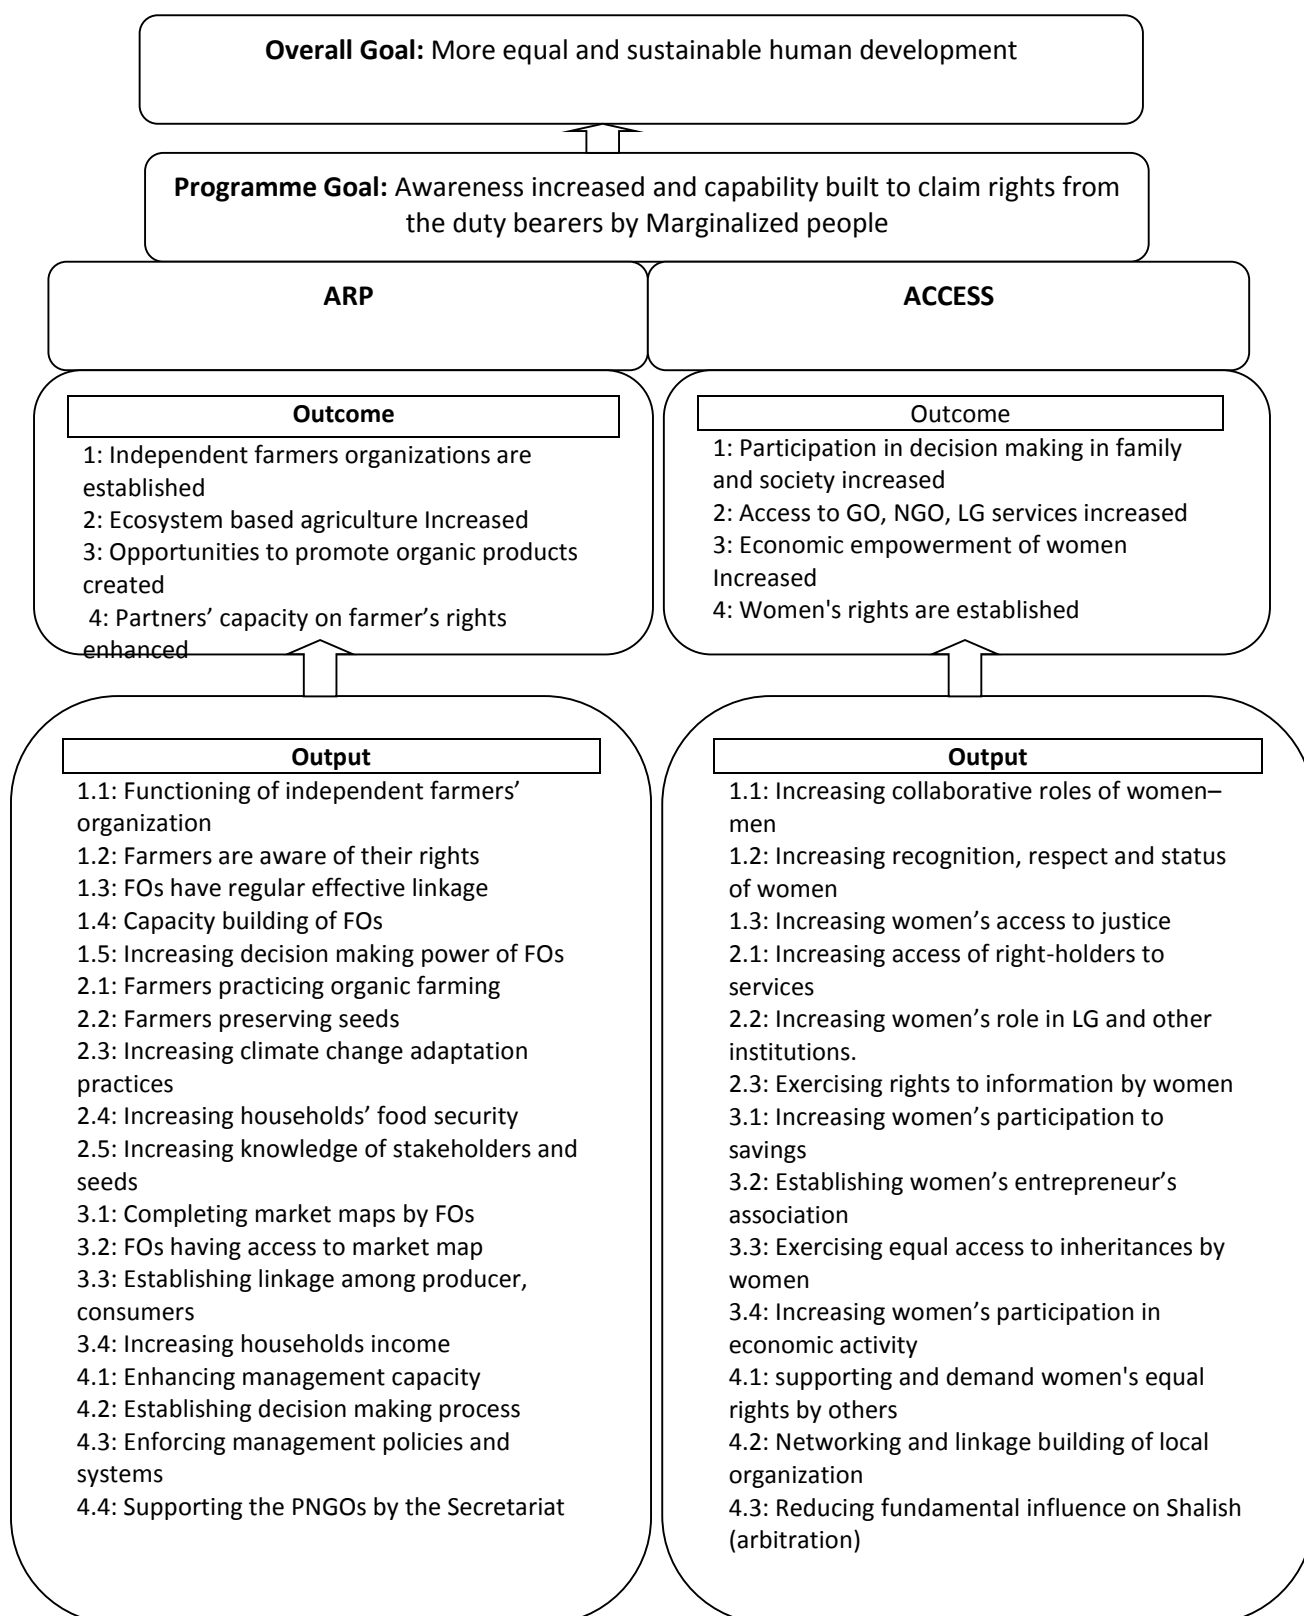 Overall Goal: More equal and sustainable human development
Programme Goal: Awareness increased and capability built to claim rights from
the duty bearers by Marginalized people
ARP
Outcome
1: Independent farmers organizations are
established
2: Ecosystem based agriculture Increased
3: Opportunities to promote organic products
created
4: Partners’ capacity on farmer’s rights
enhanced
Output
1.1: Functioning of independent farmers’
organization
1.2: Farmers are aware of their rights
1.3: FOs have regular effective linkage
1.4: Capacity building of FOs
1.5: Increasing decision making power of FOs
2.1: Farmers practicing organic farming
2.2: Farmers preserving seeds
2.3: Increasing climate change adaptation
practices
2.4: Increasing households’ food security
2.5: Increasing knowledge of stakeholders and
seeds
3.1: Completing market maps by FOs
3.2: FOs having access to market map
3.3: Establishing linkage among producer,
consumers
3.4: Increasing households income
4.1: Enhancing management capacity
4.2: Establishing decision making process
4.3: Enforcing management policies and
systems
4.4: Supporting the PNGOs by the Secretariat
ACCESS
Outcome
1: Participation in decision making in family
and society increased
2: Access to GO, NGO, LG services increased
3: Economic empowerment of women
Increased
4: Women's rights are established
Output
1.1: Increasing collaborative roles of women–
men
1.2: Increasing recognition, respect and status
of women
1.3: Increasing women’s access to justice
2.1: Increasing access of right-holders to
services
2.2: Increasing women’s role in LG and other
institutions.
2.3: Exercising rights to information by women
3.1: Increasing women’s participation to
savings
3.2: Establishing women’s entrepreneur’s
association
3.3: Exercising equal access to inheritances by
women
3.4: Increasing women’s participation in
economic activity
4.1: supporting and demand women's equal
rights by others
4.2: Networking and linkage building of local
organization
4.3: Reducing fundamental influence on Shalish
(arbitration)